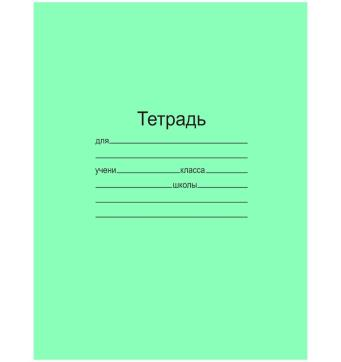 Тетрадь
для
учени класса
школы